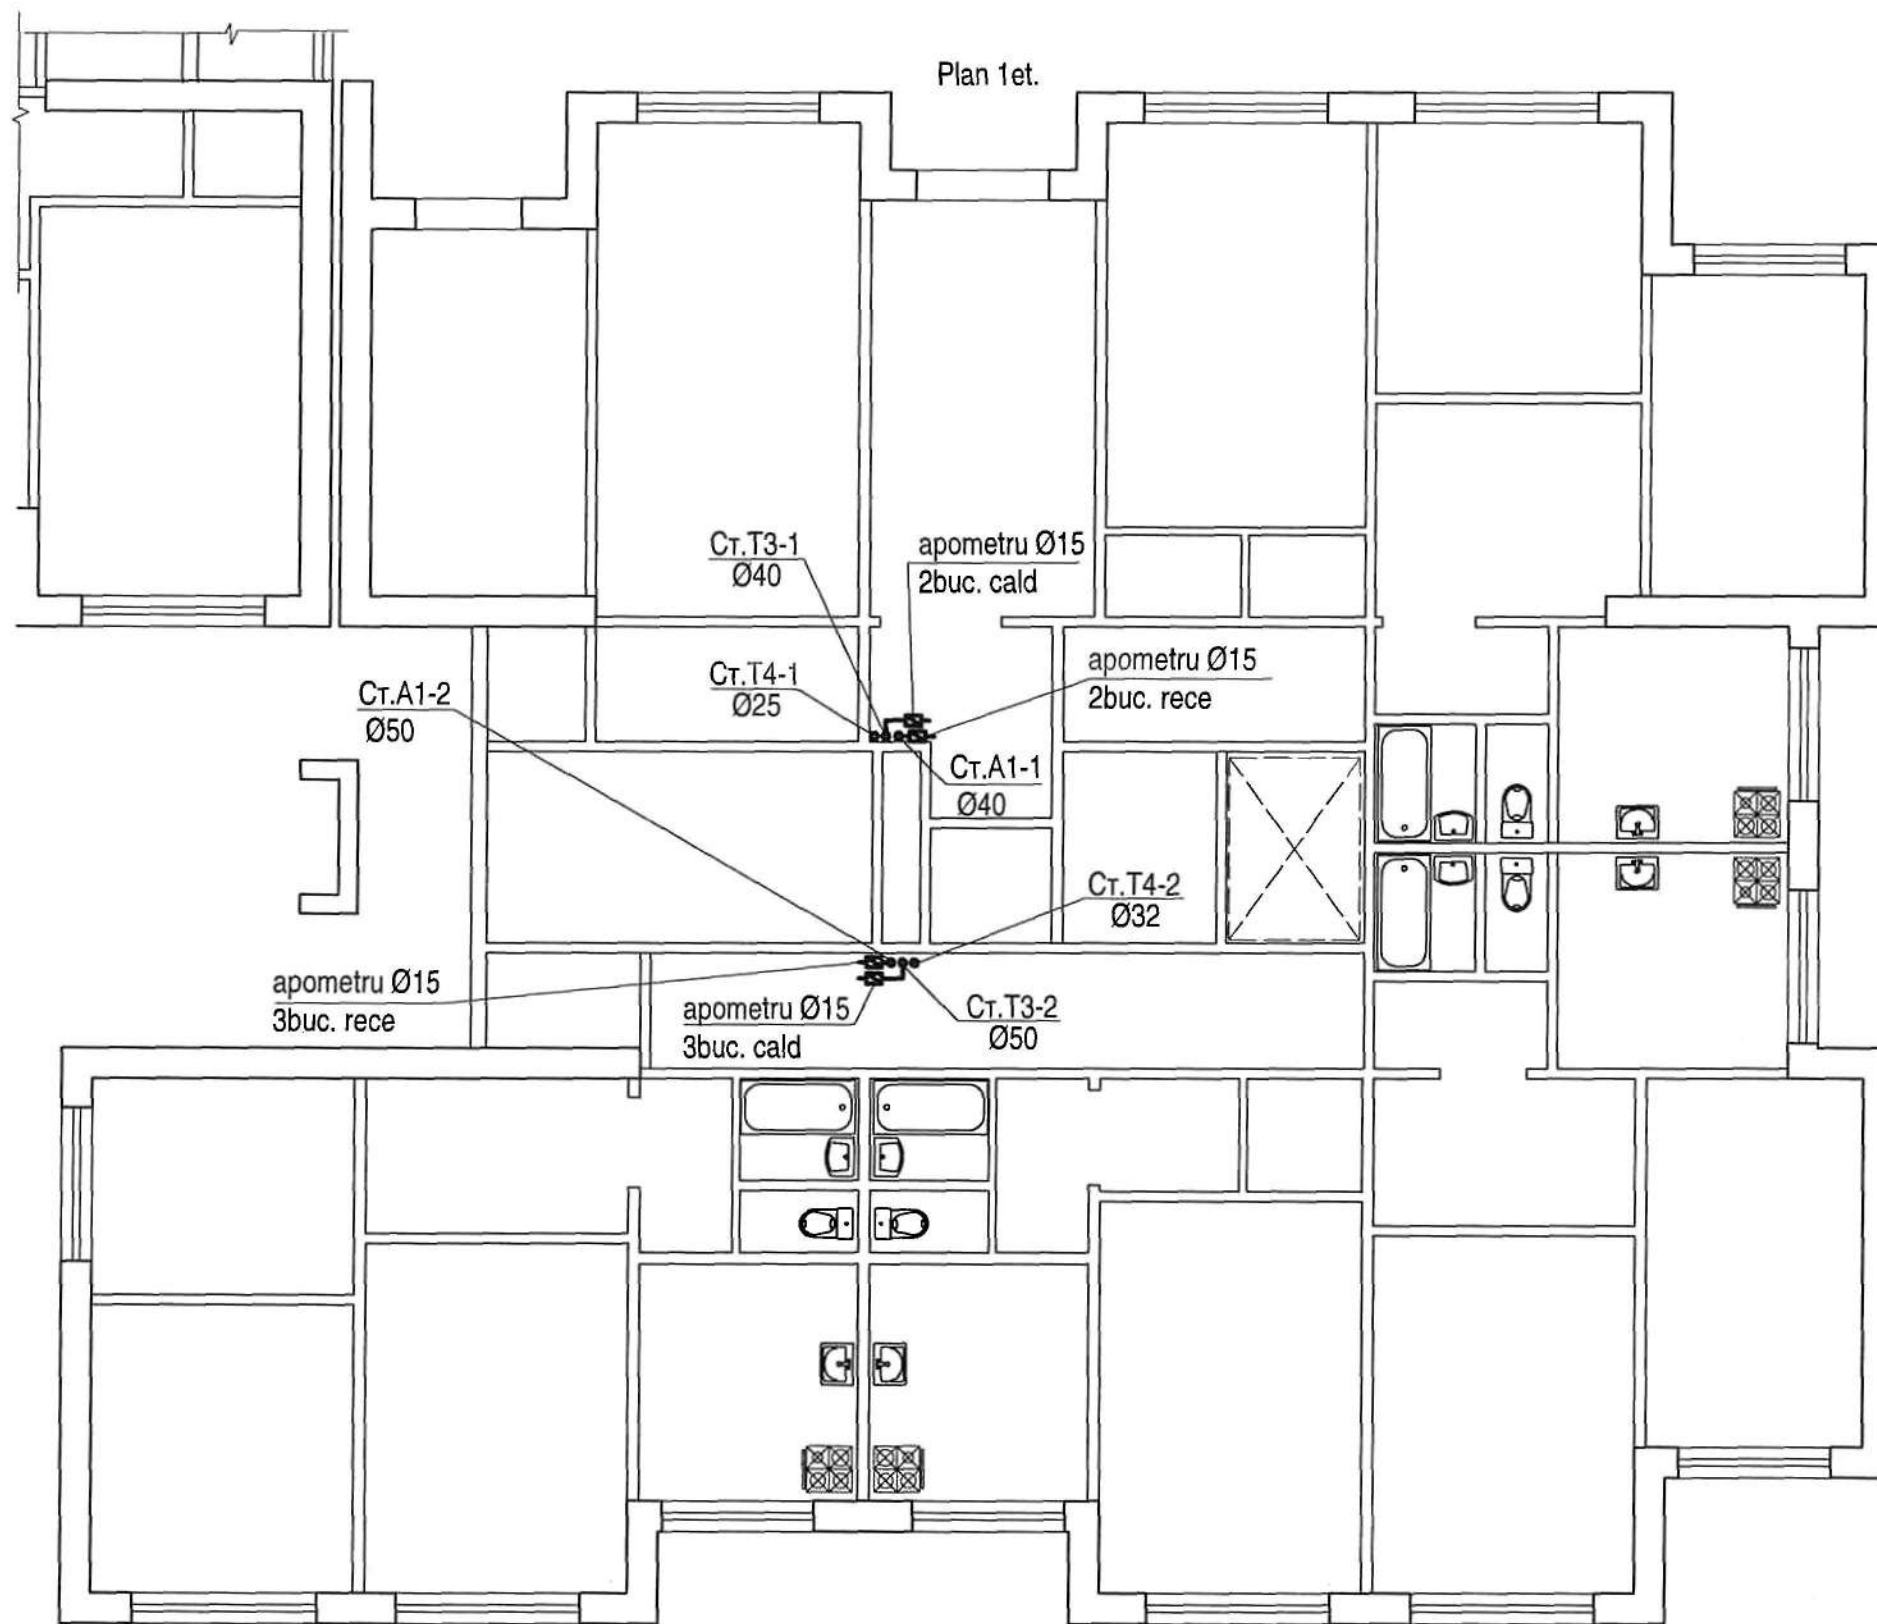 Plan 1et.
Ст.Т3-1
Ø40
apometru Ø15
2buc. cald
Ст.Т4-1
Ø25
apometru Ø15
2buc. rece
Ст.А1-2
Ø50
Ст.А1-1
Ø40
Ст.Т4-2
Ø32
apometru Ø15
3buc. rece
apometru Ø15
3buc. cald
Ст.Т3-2
Ø50